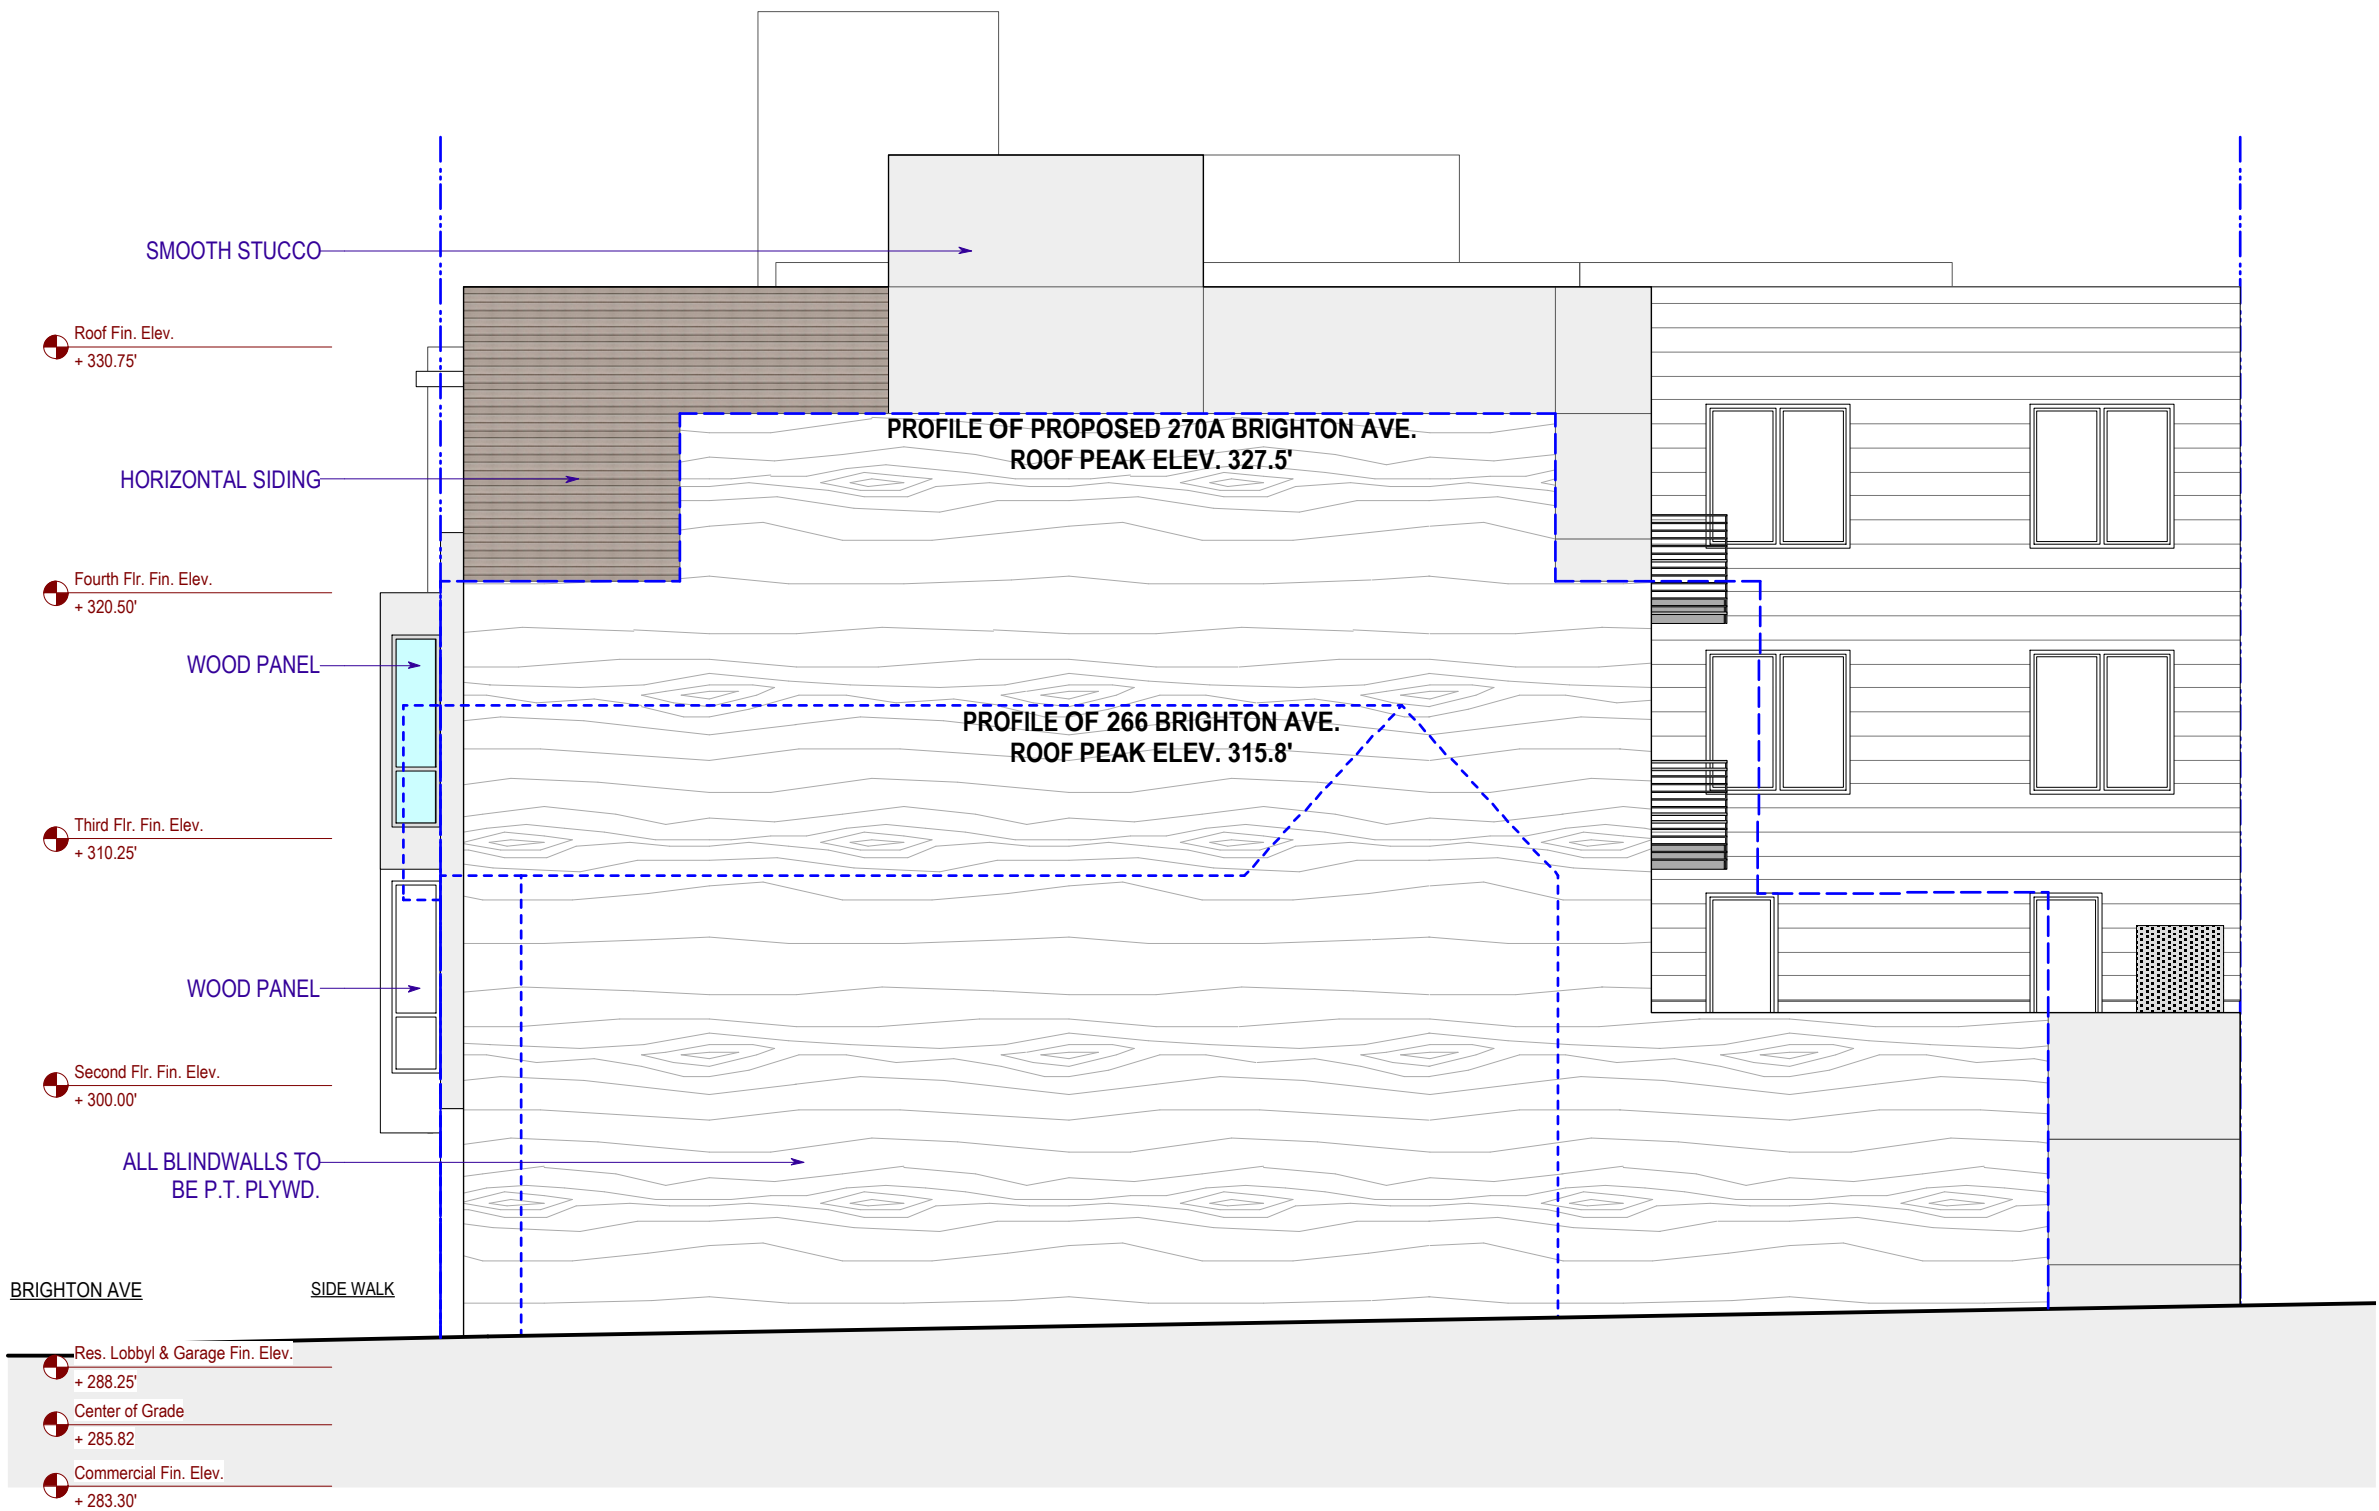 SMOOTH STUCCO
Roof Fin. Elev.
+ 330.75'
PROFILE OF PROPOSED 270A BRIGHTON AVE.
ROOF PEAK ELEV. 327.5'
HORIZONTAL SIDING
Fourth Flr. Fin. Elev.
+ 320.50'
WOOD PANEL
PROFILE OF 266 BRIGHTON AVE.
ROOF PEAK ELEV. 315.8'
Third Flr. Fin. Elev.
+ 310.25'
WOOD PANEL
Second Flr. Fin. Elev.
+ 300.00'
ALL BLINDWALLS TO
BE P.T. PLYWD.
BRIGHTON AVE
SIDE WALK
Res. Lobbyl & Garage Fin. Elev.
+ 288.25'
Center of Grade
+ 285.82
Commercial Fin. Elev.
+ 283.30'